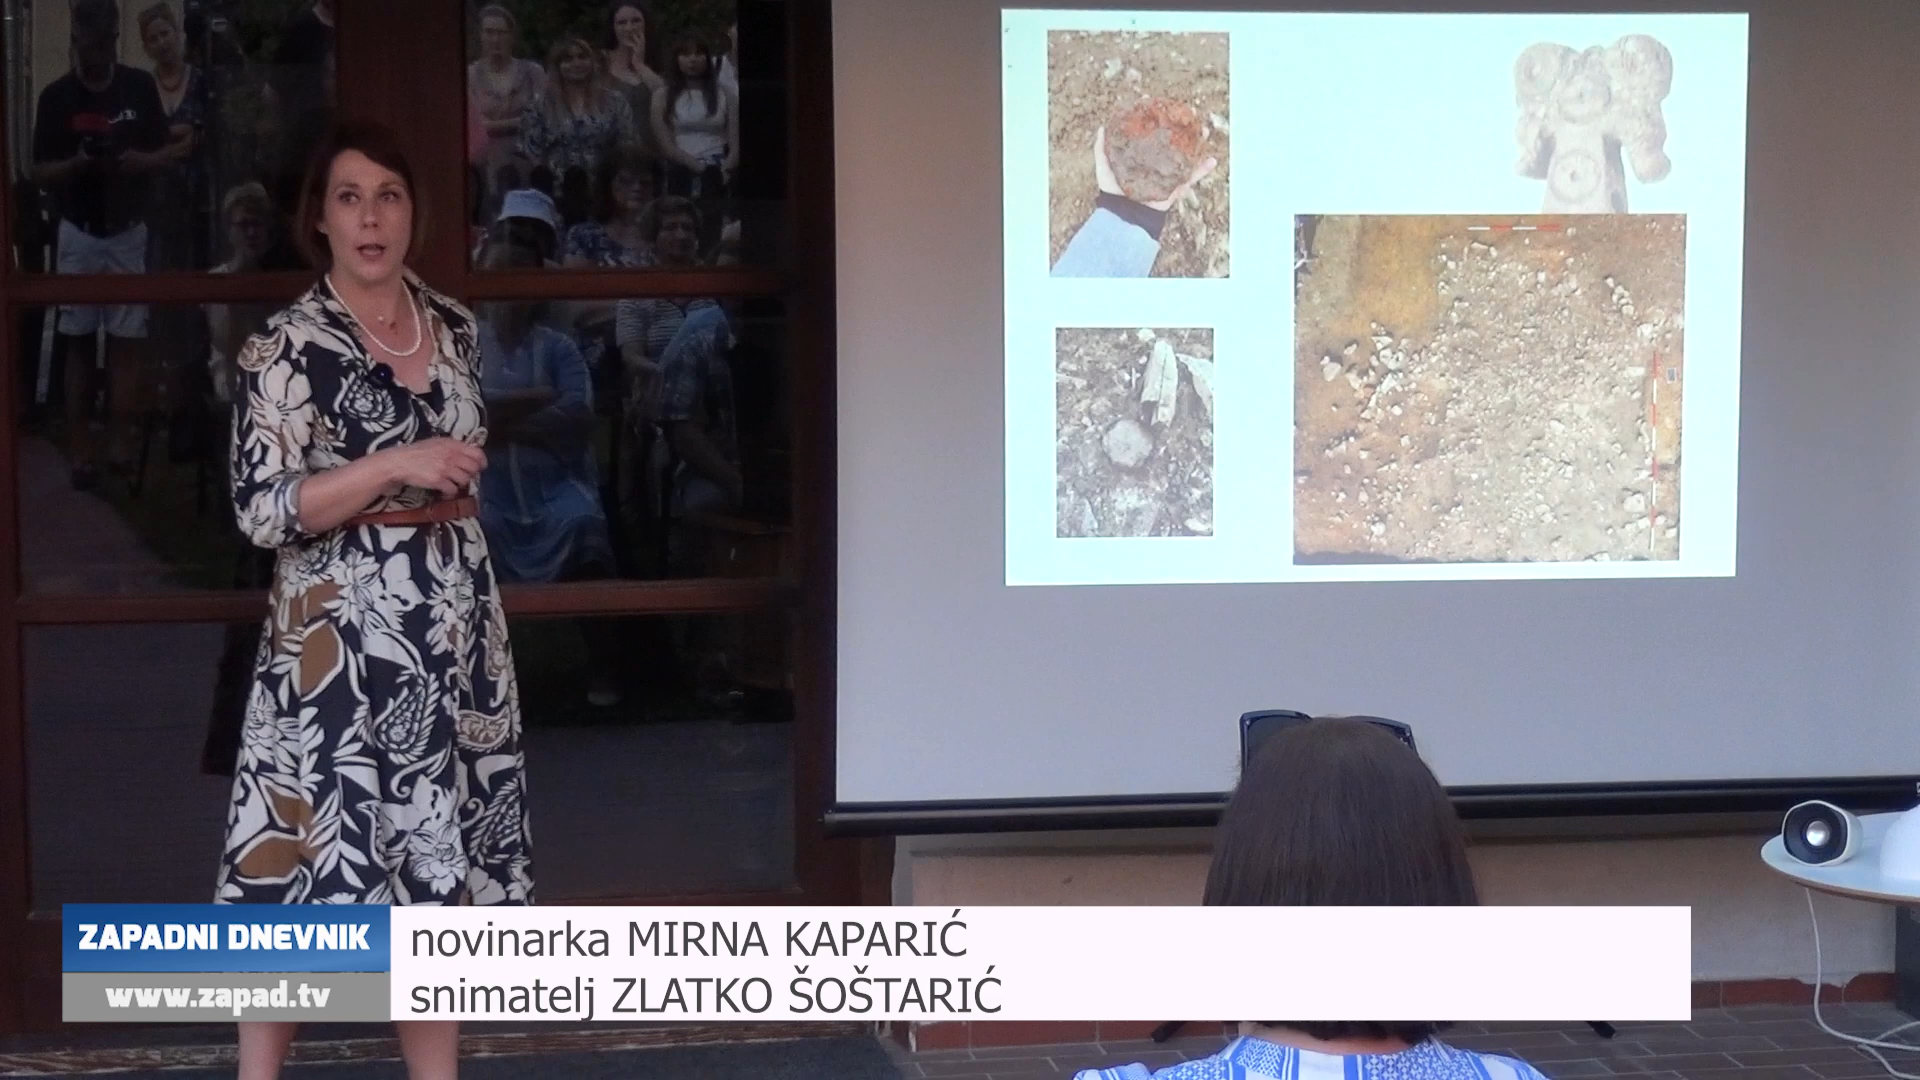 ZAPADNI DNEVNIK
www.zapad.tv
novinarka MIRNA KAPARIĆ
snimatelj ZLATKO ŠOŠTARIĆ